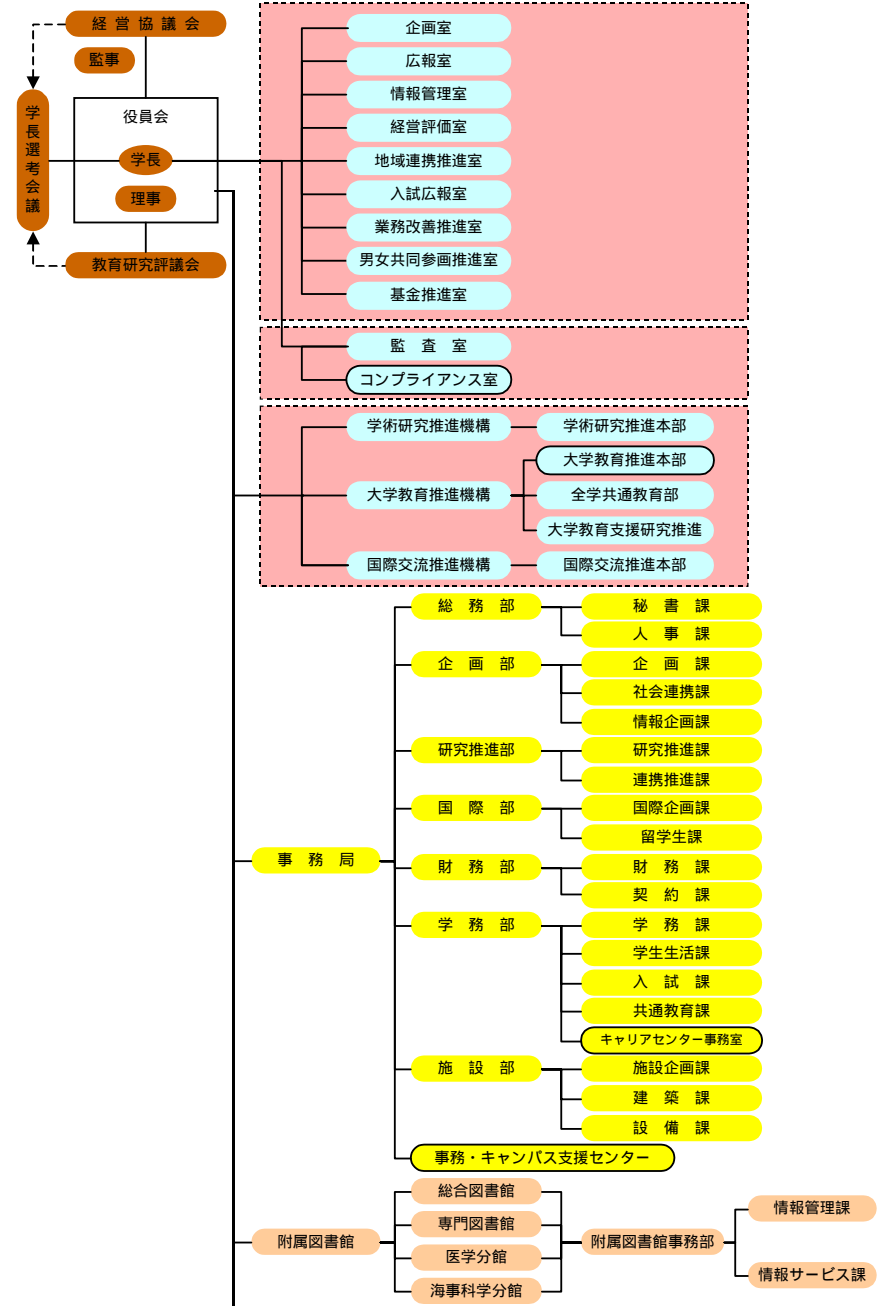 経営協議会
監事
学長選考会議
役員会
学長
理事
教育研究評議会
企画室
広報室
情報管理室
経営評価室
地域連携推進室
入試広報室
業務改善推進室
男女共同参画推進室
基金推進室
監査室
コンプライアンス室
学術研究推進機構
学術研究推進本部
大学教育推進機構
大学教育推進本部
全学共通教育部
大学教育支援研究推進
国際交流推進機構
国際交流推進本部
事務局
総務部
秘書課
人事課
企画部
企画課
社会連携課
情報企画課
研究推進部
研究推進課
連携推進課
国際部
国際企画課
留学生課
財務部
財務課
契約課
学務部
学務課
学生生活課
入試課
共通教育課
キャリアセンター事務室
施設部
施設企画課
建築課
設備課
事務・キャンパス支援センター
附属図書館
総合図書館
専門図書館
医学分館
海事科学分館
附属図書館事務部
情報管理課
情報サービス課